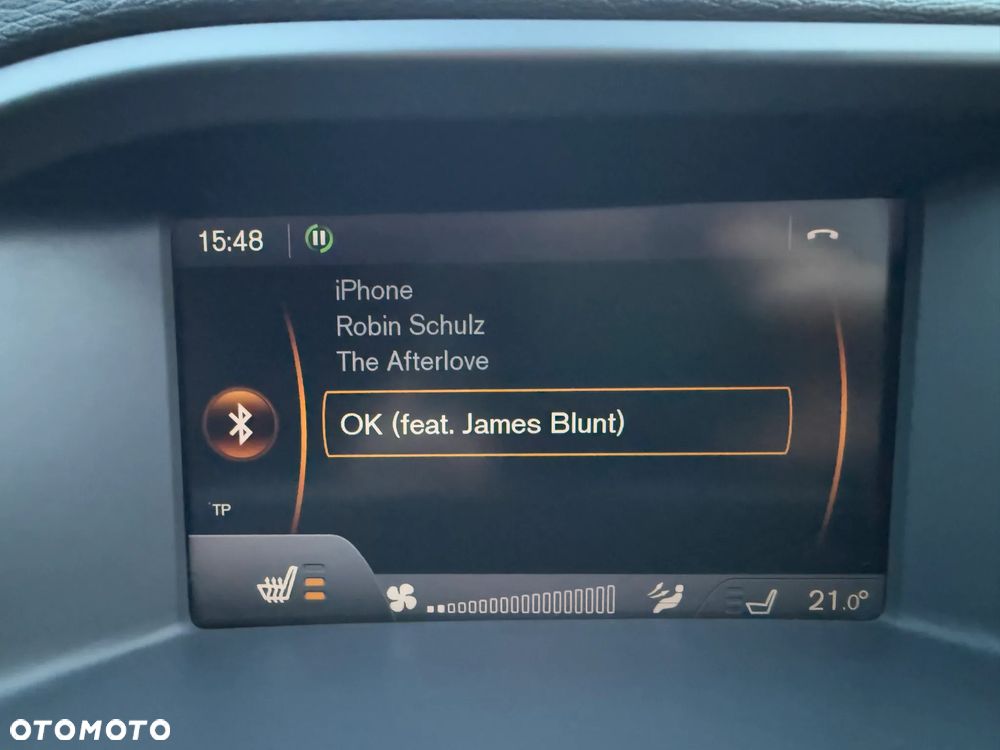 15:48
iPhone
Robin Schulz
The Afterlove
OK (feat. James Blunt)
TP
21.0°
OTOMOTO